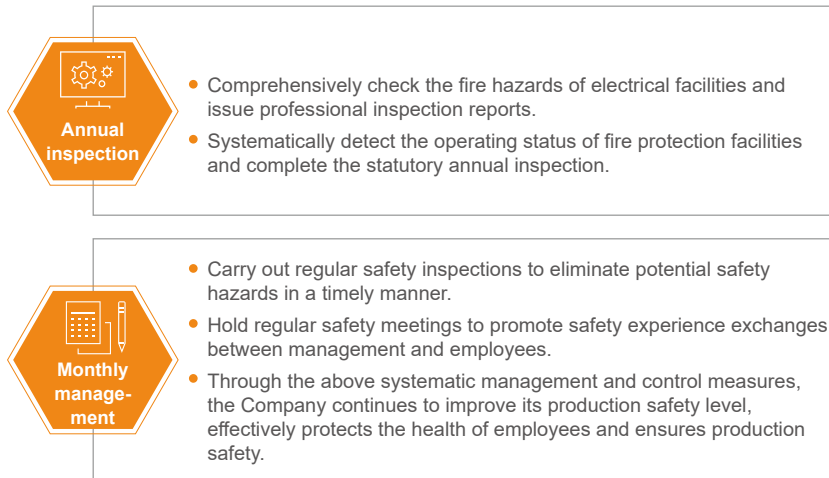 Annual
inspection
Comprehensively check the fire hazards of electrical facilities and
issue professional inspection reports.
Systematically detect the operating status of fire protection facilities
and complete the statutory annual inspection.
Monthly
manage-
ment
Carry out regular safety inspections to eliminate potential safety
hazards in a timely manner.
Hold regular safety meetings to promote safety experience exchanges
between management and employees.
Through the above systematic management and control measures,
the Company continues to improve its production safety level,
effectively protects the health of employees and ensures production
safety.